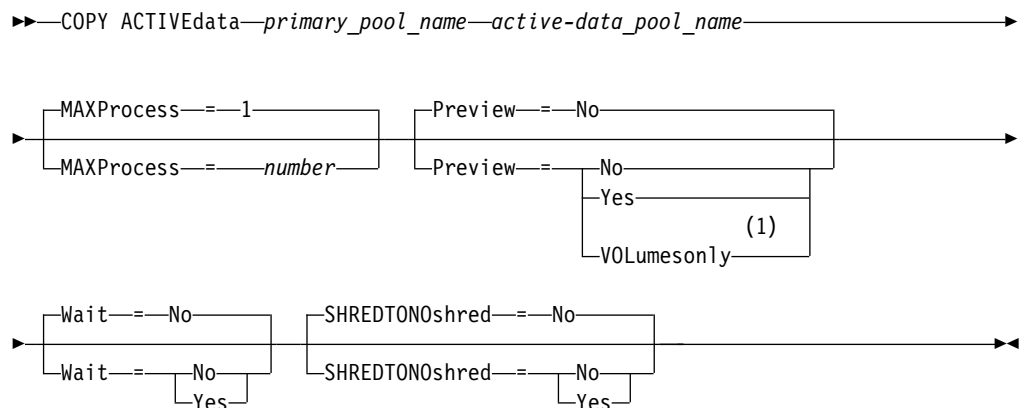 COPY ACTIVEdata primary_pool_name active-data_pool_name
MAXProcess = 1 Preview = No
MAXProcess = number Preview = No
Yes
(1)
VOLumesonly
Wait = No SHREDTONOshred = No
Wait = No SHREDTONOshred = No
Yes Yes